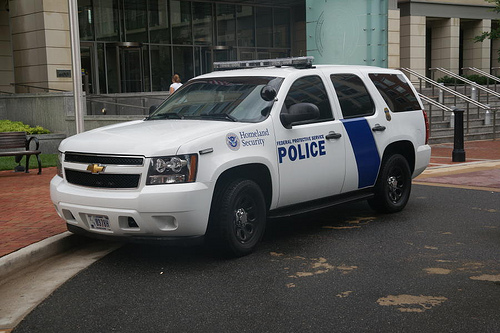 Homeland
Security
FEDERAL PROTECTIVE SERVICE
POLICE